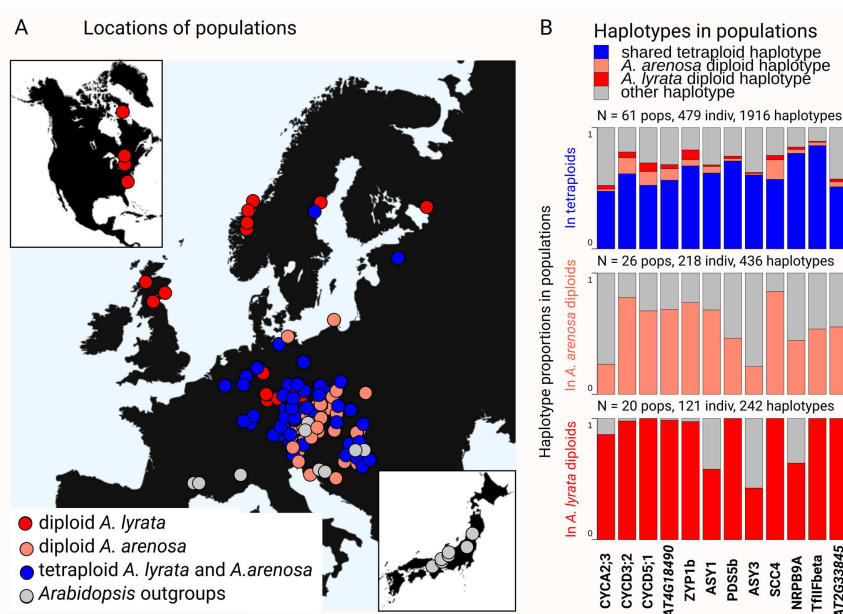 A
Locations of populations
diploid A. lyrata
diploid A. arenosa
tetraploid A. lyrata and A.arenosa
Arabidopsis outgroups
B
Haplotypes in populations
shared tetraploid haplotype
A. arenosa diploid haplotype
A. lyrata diploid haplotype
other haplotype
Haplotype proportions in populations
N = 61 pops, 479 indiv, 1916 haplotypes
In tetraploids
1
0
N = 26 pops, 218 indiv, 436 haplotypes
In A. arenosa diploids
1
0
N = 20 pops, 121 indiv, 242 haplotypes
In A. lyrata diploids
1
0
CYCA2;3
CYCD3;2
CYCD5;1
AT4G18490
ZYP1b
ASY1
PDS5b
ASY3
SCC4
NRPB9A
TfIIFbeta
AT2G33845